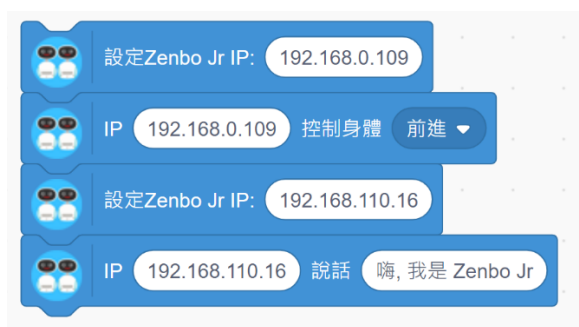 設定Zenbo Jr IP: 192.168.0.109
IP 192.168.0.109 控制身體 前進
設定Zenbo Jr IP: 192.168.110.16
IP 192.168.110.16 說話 嗨, 我是 Zenbo Jr